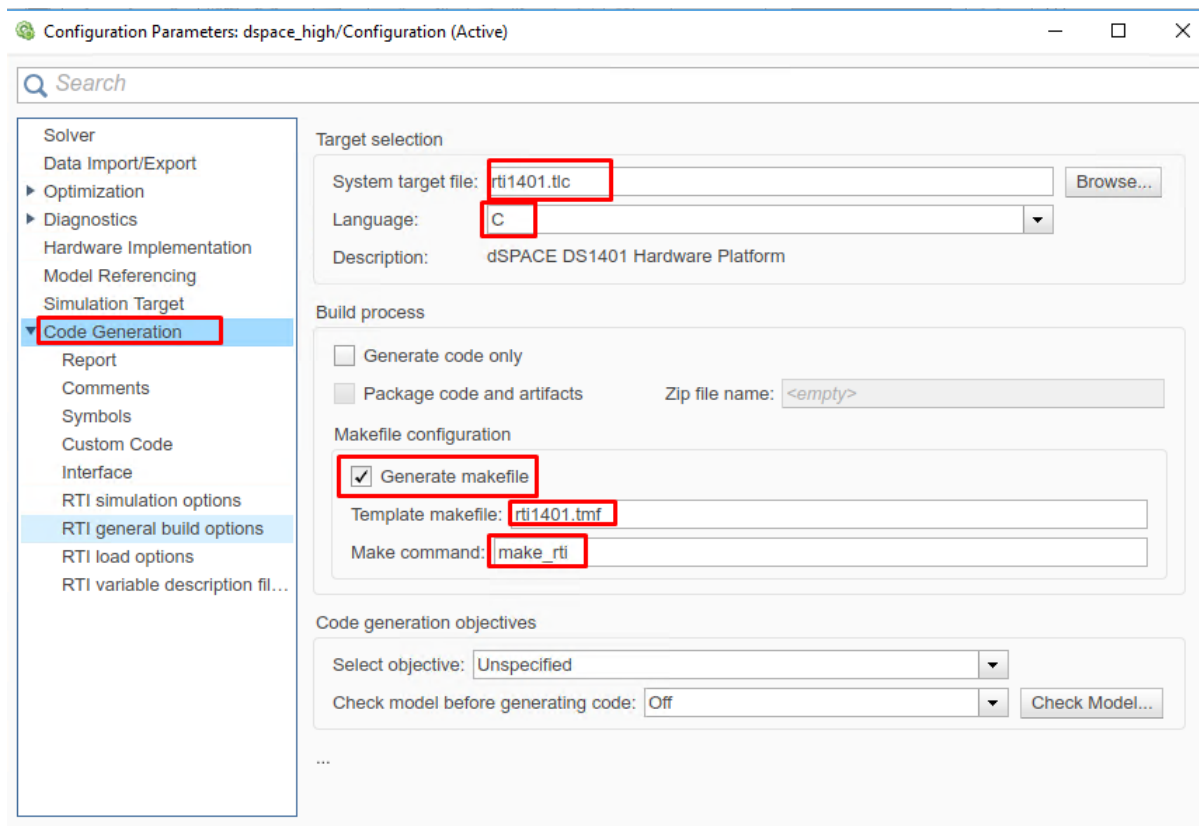 Configuration Parameters: dspace_high/Configuration (Active)
Search
Solver
Data Import/Export
Optimization
Diagnostics
Hardware Implementation
Model Referencing
Simulation Target
Code Generation
Report
Comments
Symbols
Custom Code
Interface
RTI simulation options
RTI general build options
RTI load options
RTI variable description fil...
Target selection
System target file: rti1401.tlc Browse...
Language: C
Description: dSPACE DS1401 Hardware Platform
Build process
Generate code only
Package code and artifacts Zip file name: <empty>
Makefile configuration
Generate makefile
Template makefile: rti1401.tmf
Make command: make_rti
Code generation objectives
Select objective: Unspecified
Check model before generating code: Off Check Model...
...